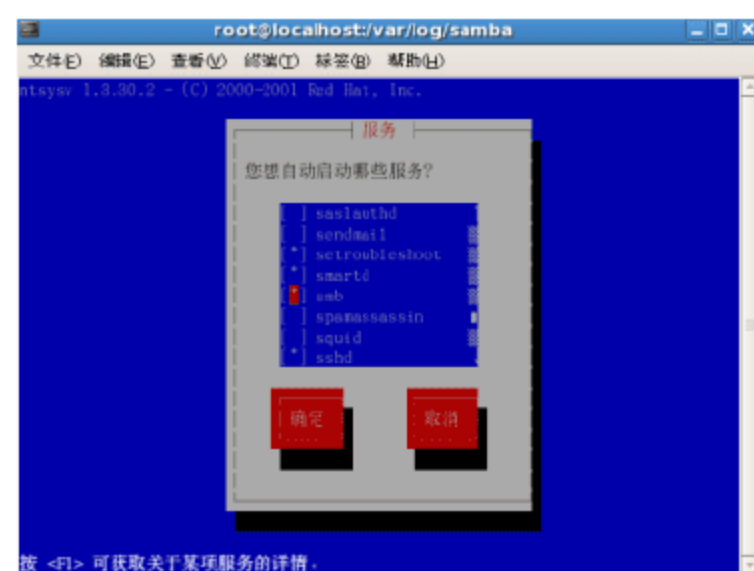 root@localhost:/var/log/samba
文件(E) 编辑(E) 查看(V) 终端(T) 标签(B) 帮助(H)
ntsysv 1.3.30.2 - (C) 2000-2001 Red Hat, Inc.
服务
您想自动启动哪些服务?
[ ] saslauthd
[ ] sendmail
[*] setroubleshoot
[*] smartd
[*] smb
[ ] spamassassin
[ ] squid
[*] sshd
确定 取消
按 <F1> 可获取关于某项服务的详情。